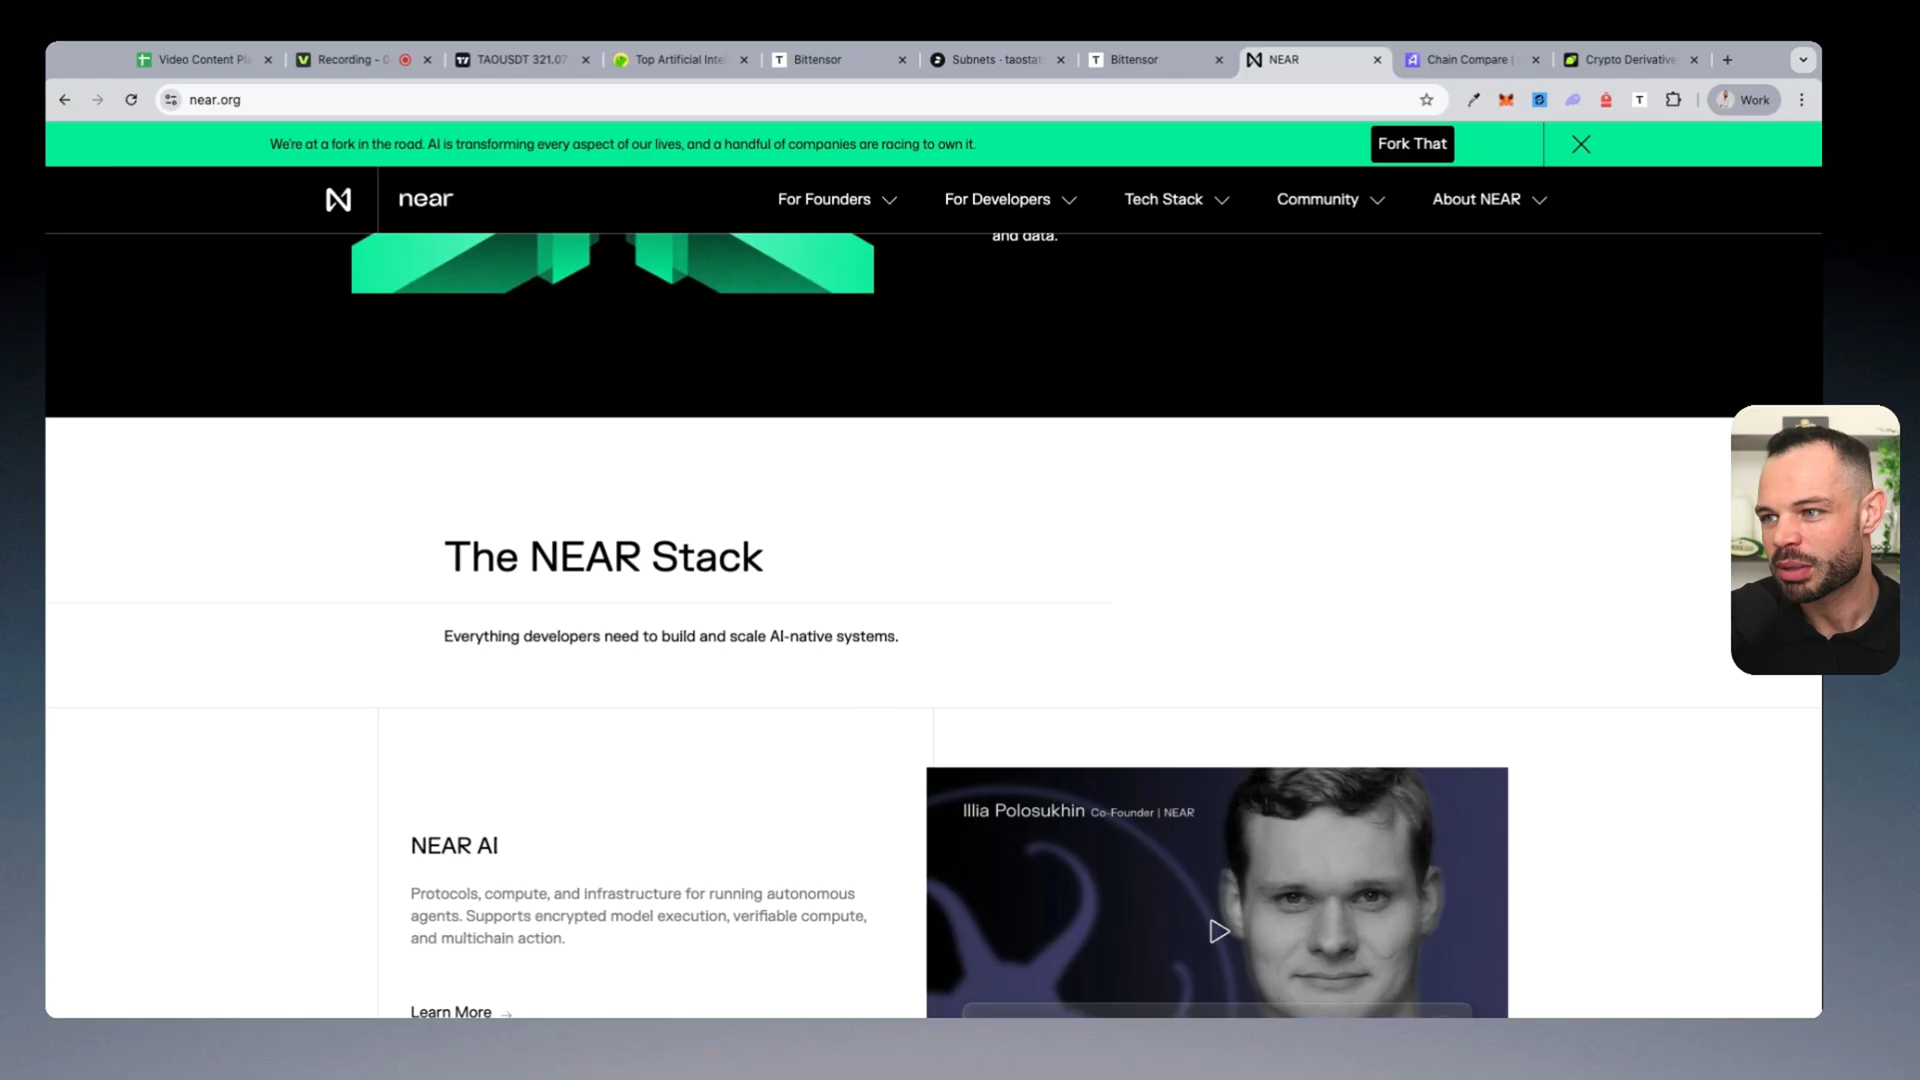 Video Content Pla
Recording - 0
TAOUSDT 321.07
Top Artificial Inte
Bittensor
Subnets · taostat
Bittensor
NEAR
Chain Compare |
Crypto Derivative
near.org
Work
We're at a fork in the road. AI is transforming every aspect of our lives, and a handful of companies are racing to own it.
Fork That
near
For Founders
For Developers
Tech Stack
Community
About NEAR
and data.
The NEAR Stack
Everything developers need to build and scale AI-native systems.
NEAR AI
Protocols, compute, and infrastructure for running autonomous
agents. Supports encrypted model execution, verifiable compute,
and multichain action.
Learn More →
Illia Polosukhin Co-Founder | NEAR